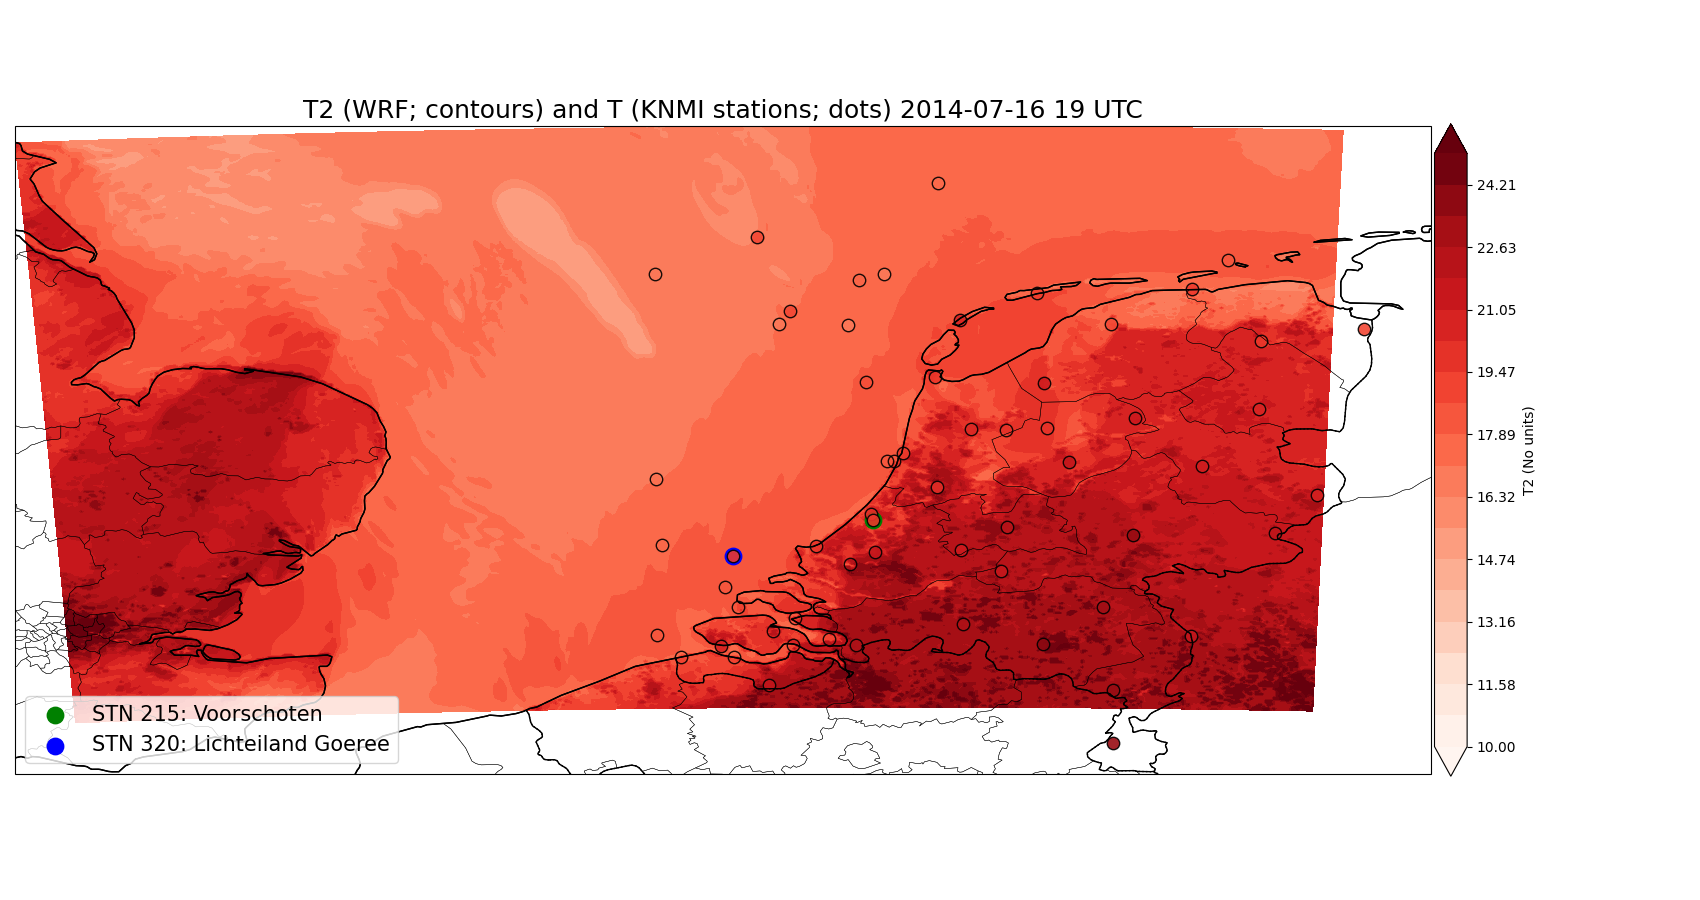 T2 (WRF; contours) and T (KNMI stations; dots) 2014-07-16 19 UTC
24.21
22.63
21.05
19.47
17.89
16.32
14.74
13.16
11.58
10.00
T2 (No units)
STN 215: Voorschoten
STN 320: Lichteiland Goeree